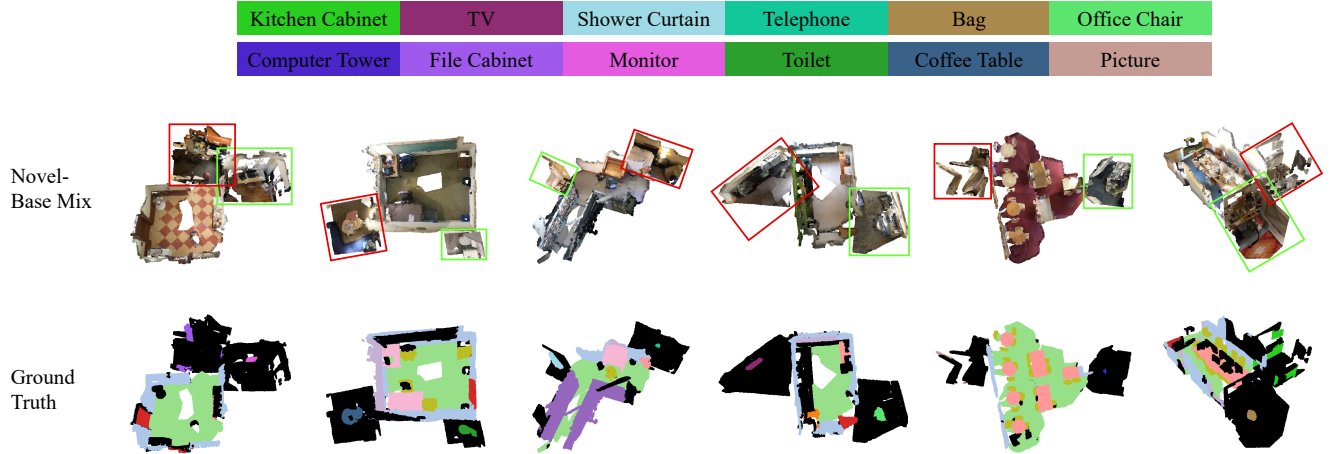 Kitchen Cabinet TV Shower Curtain Telephone Bag Office Chair
Computer Tower File Cabinet Monitor Toilet Coffee Table Picture
Novel-
Base Mix
Ground
Truth